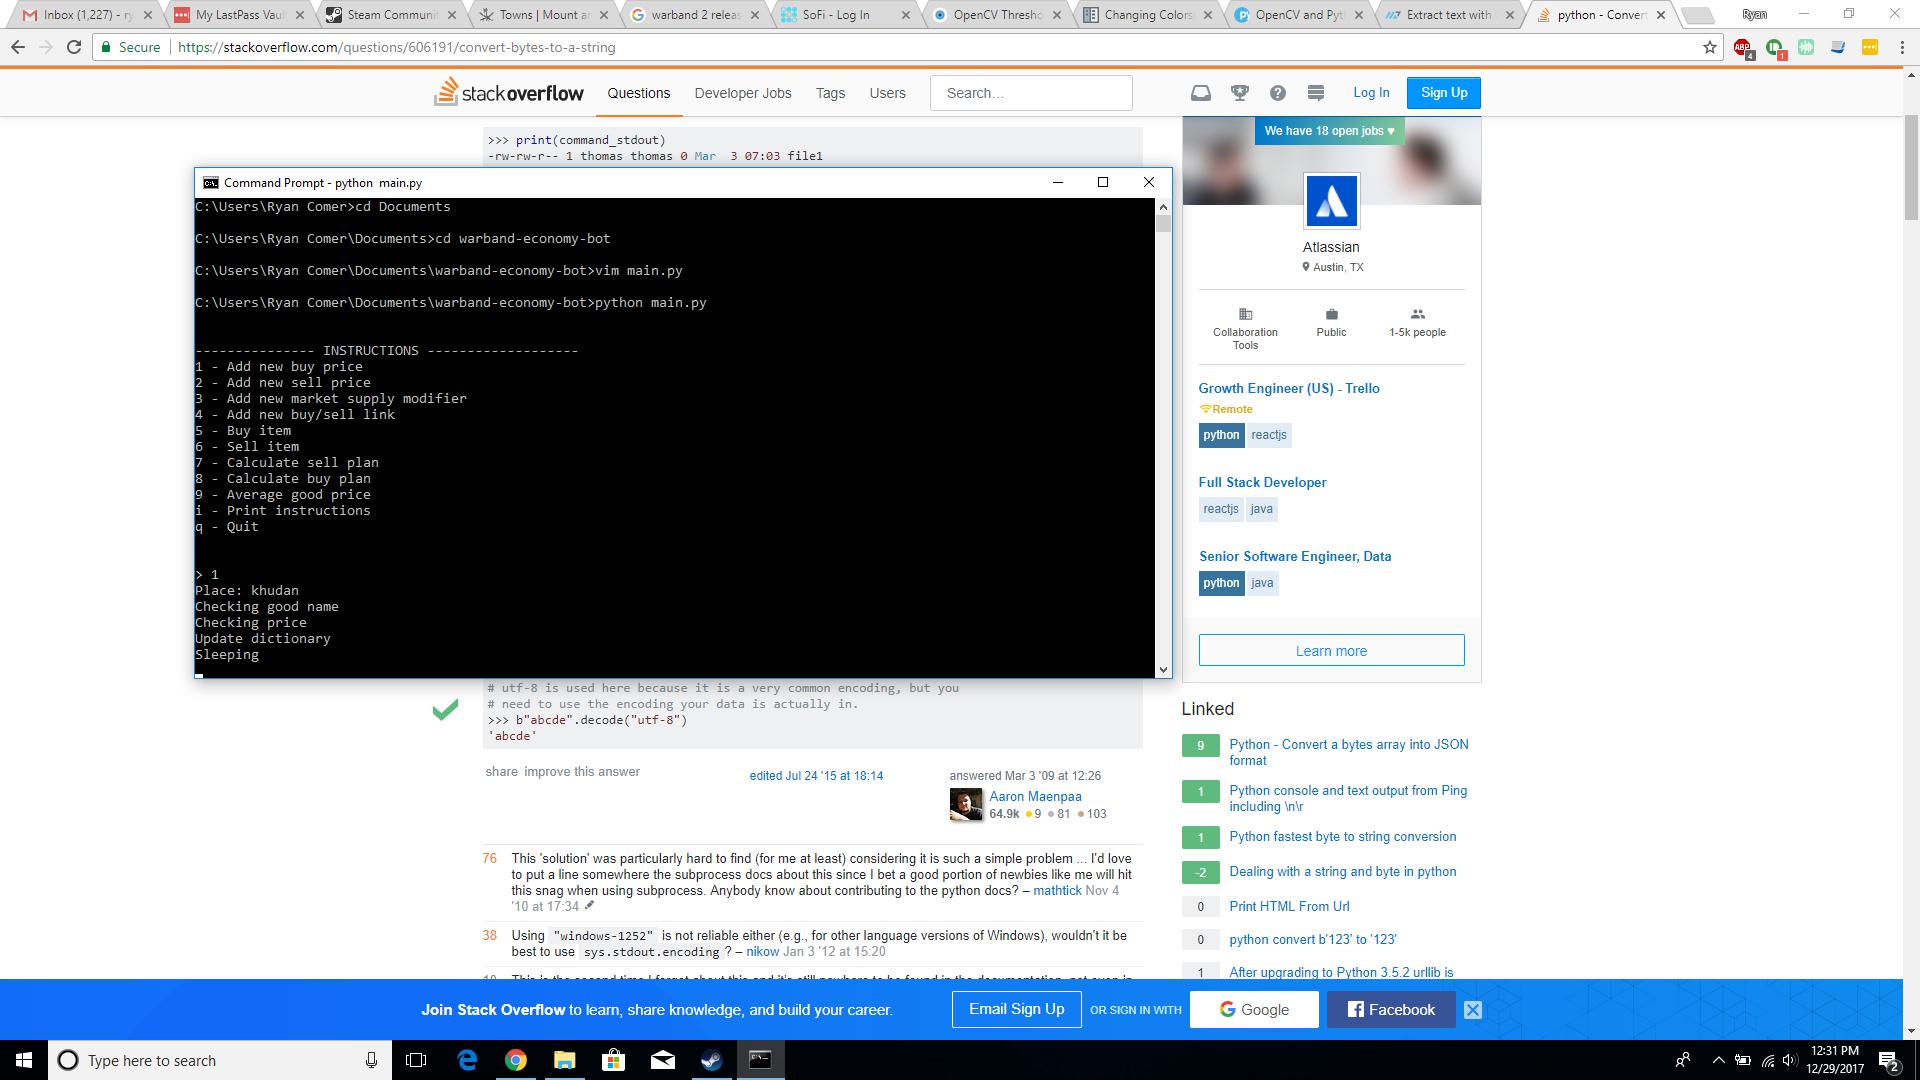 Inbox (1,227) - ry
My LastPass Vaul
Steam Communi
Towns | Mount a
warband 2 releas
SoFi - Log In
OpenCV Thresho
Changing Colors
OpenCV and Pyt
Extract text with
python - Convert
Ryan
Secure
https://stackoverflow.com/questions/606191/convert-bytes-to-a-string
ABP
4
1
stackoverflow
Questions
Developer Jobs
Tags
Users
Search...
Log In
Sign Up
>>> print(command_stdout)
-rw-rw-r-- 1 thomas thomas 0 Mar  3 07:03 file1
Command Prompt - python  main.py
C:\Users\Ryan Comer>cd Documents
C:\Users\Ryan Comer\Documents>cd warband-economy-bot
C:\Users\Ryan Comer\Documents\warband-economy-bot>vim main.py
C:\Users\Ryan Comer\Documents\warband-economy-bot>python main.py
--------------- INSTRUCTIONS -------------------
1 - Add new buy price
2 - Add new sell price
3 - Add new market supply modifier
4 - Add new buy/sell link
5 - Buy item
6 - Sell item
7 - Calculate sell plan
8 - Calculate buy plan
9 - Average good price
i - Print instructions
q - Quit
> 1
Place: khudan
Checking good name
Checking price
Update dictionary
Sleeping
# utf-8 is used here because it is a very common encoding, but you
# need to use the encoding your data is actually in.
>>> b"abcde".decode("utf-8")
'abcde'
share improve this answer
edited Jul 24 '15 at 18:14
answered Mar 3 '09 at 12:26
Aaron Maenpaa
64.9k 9 81 103
76 This 'solution' was particularly hard to find (for me at least) considering it is such a simple problem ... I'd love
to put a line somewhere the subprocess docs about this since I bet a good portion of newbies like me will hit
this snag when using subprocess. Anybody know about contributing to the python docs? – mathtick Nov 4
'10 at 17:34
38 Using "windows-1252" is not reliable either (e.g., for other language versions of Windows), wouldn't it be
best to use sys.stdout.encoding ? – nikow Jan 3 '12 at 15:20
We have 18 open jobs ♥
Atlassian
Austin, TX
Collaboration
Tools
Public
1-5k people
Growth Engineer (US) - Trello
Remote
python reactjs
Full Stack Developer
reactjs java
Senior Software Engineer, Data
python java
Learn more
Linked
9 Python - Convert a bytes array into JSON
format
1 Python console and text output from Ping
including \n\r
1 Python fastest byte to string conversion
-2 Dealing with a string and byte in python
0 Print HTML From Url
0 python convert b'123' to '123'
1 After upgrading to Python 3.5.2 urllib is
Join Stack Overflow to learn, share knowledge, and build your career.
Email Sign Up
OR SIGN IN WITH
Google
Facebook
Type here to search
12:31 PM
12/29/2017
2